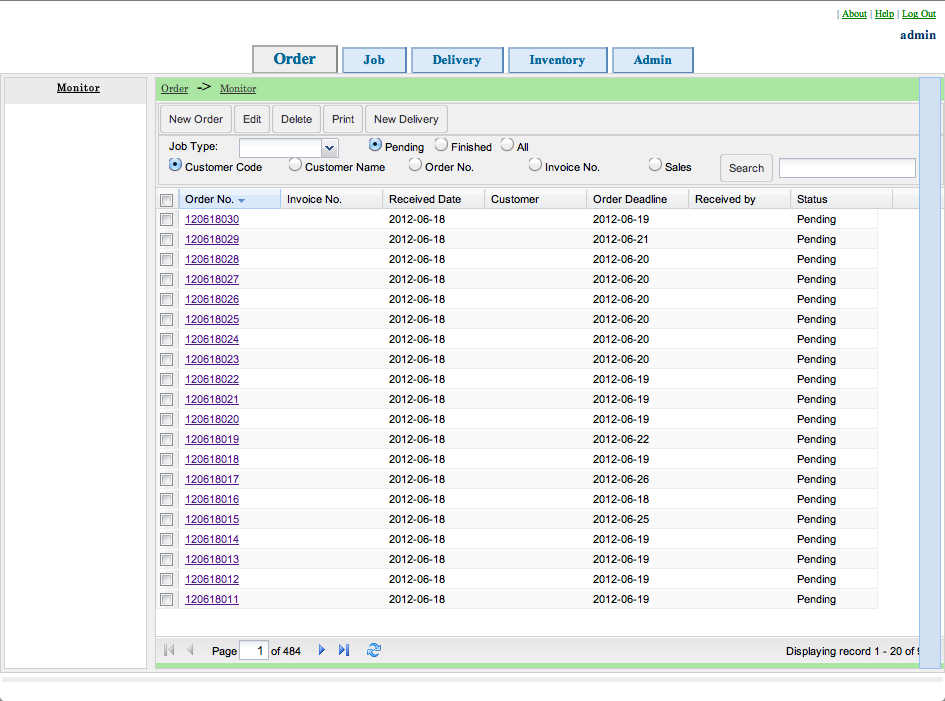 | About | Help | Log Out
admin
Order Job Delivery Inventory Admin
Monitor
Order -> Monitor
New Order Edit Delete Print New Delivery
Job Type: Pending Finished All
Customer Code Customer Name Order No. Invoice No. Sales Search
Order No. Invoice No. Received Date Customer Order Deadline Received by Status
120618030 2012-06-18 2012-06-19 Pending
120618029 2012-06-18 2012-06-21 Pending
120618028 2012-06-18 2012-06-20 Pending
120618027 2012-06-18 2012-06-20 Pending
120618026 2012-06-18 2012-06-20 Pending
120618025 2012-06-18 2012-06-20 Pending
120618024 2012-06-18 2012-06-20 Pending
120618023 2012-06-18 2012-06-20 Pending
120618022 2012-06-18 2012-06-19 Pending
120618021 2012-06-18 2012-06-19 Pending
120618020 2012-06-18 2012-06-19 Pending
120618019 2012-06-18 2012-06-22 Pending
120618018 2012-06-18 2012-06-19 Pending
120618017 2012-06-18 2012-06-26 Pending
120618016 2012-06-18 2012-06-18 Pending
120618015 2012-06-18 2012-06-25 Pending
120618014 2012-06-18 2012-06-19 Pending
120618013 2012-06-18 2012-06-19 Pending
120618012 2012-06-18 2012-06-19 Pending
120618011 2012-06-18 2012-06-19 Pending
Page 1 of 484 Displaying record 1 - 20 of